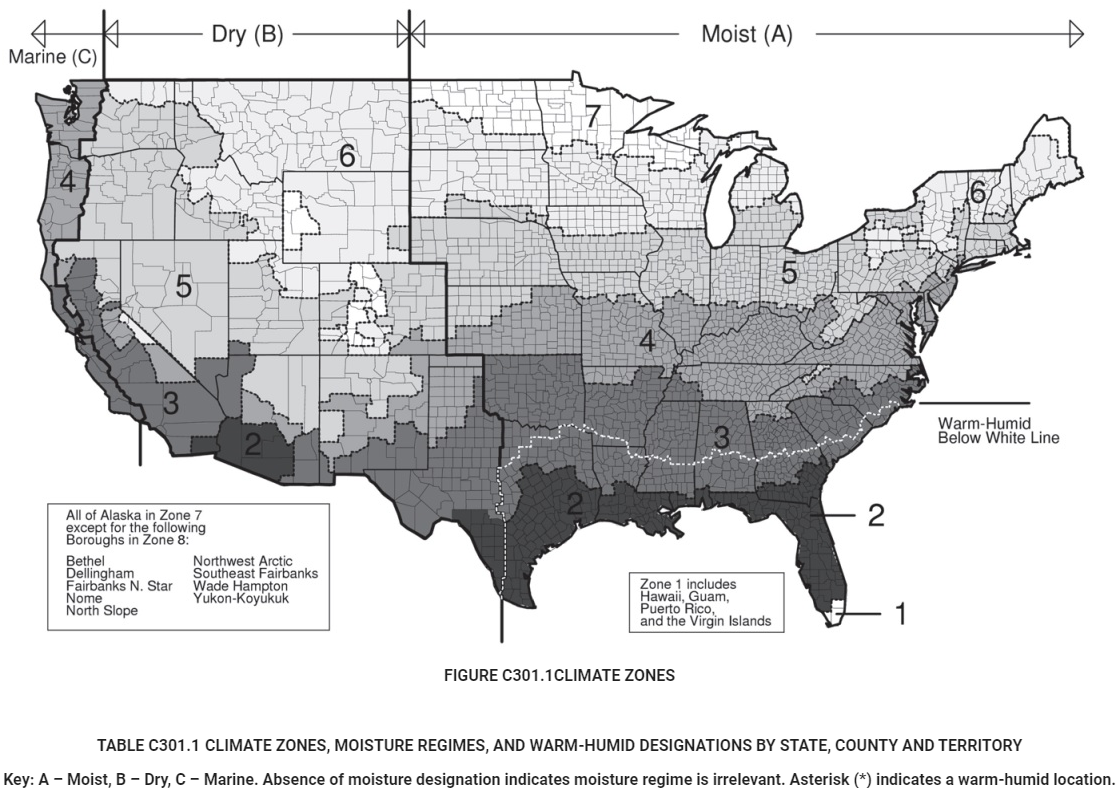 Marine (C)
Dry (B)
Moist (A)
7
6
4
6
5
5
4
3
3
2
2
Warm-Humid
Below White Line
2
1
All of Alaska in Zone 7
except for the following
Boroughs in Zone 8:
Bethel
Dellingham
Fairbanks N. Star
Nome
North Slope
Northwest Arctic
Southeast Fairbanks
Wade Hampton
Yukon-Koyukuk
Zone 1 includes
Hawaii, Guam,
Puerto Rico,
and the Virgin Islands
FIGURE C301.1CLIMATE ZONES
TABLE C301.1 CLIMATE ZONES, MOISTURE REGIMES, AND WARM-HUMID DESIGNATIONS BY STATE, COUNTY AND TERRITORY
Key: A – Moist, B – Dry, C – Marine. Absence of moisture designation indicates moisture regime is irrelevant. Asterisk (*) indicates a warm-humid location.